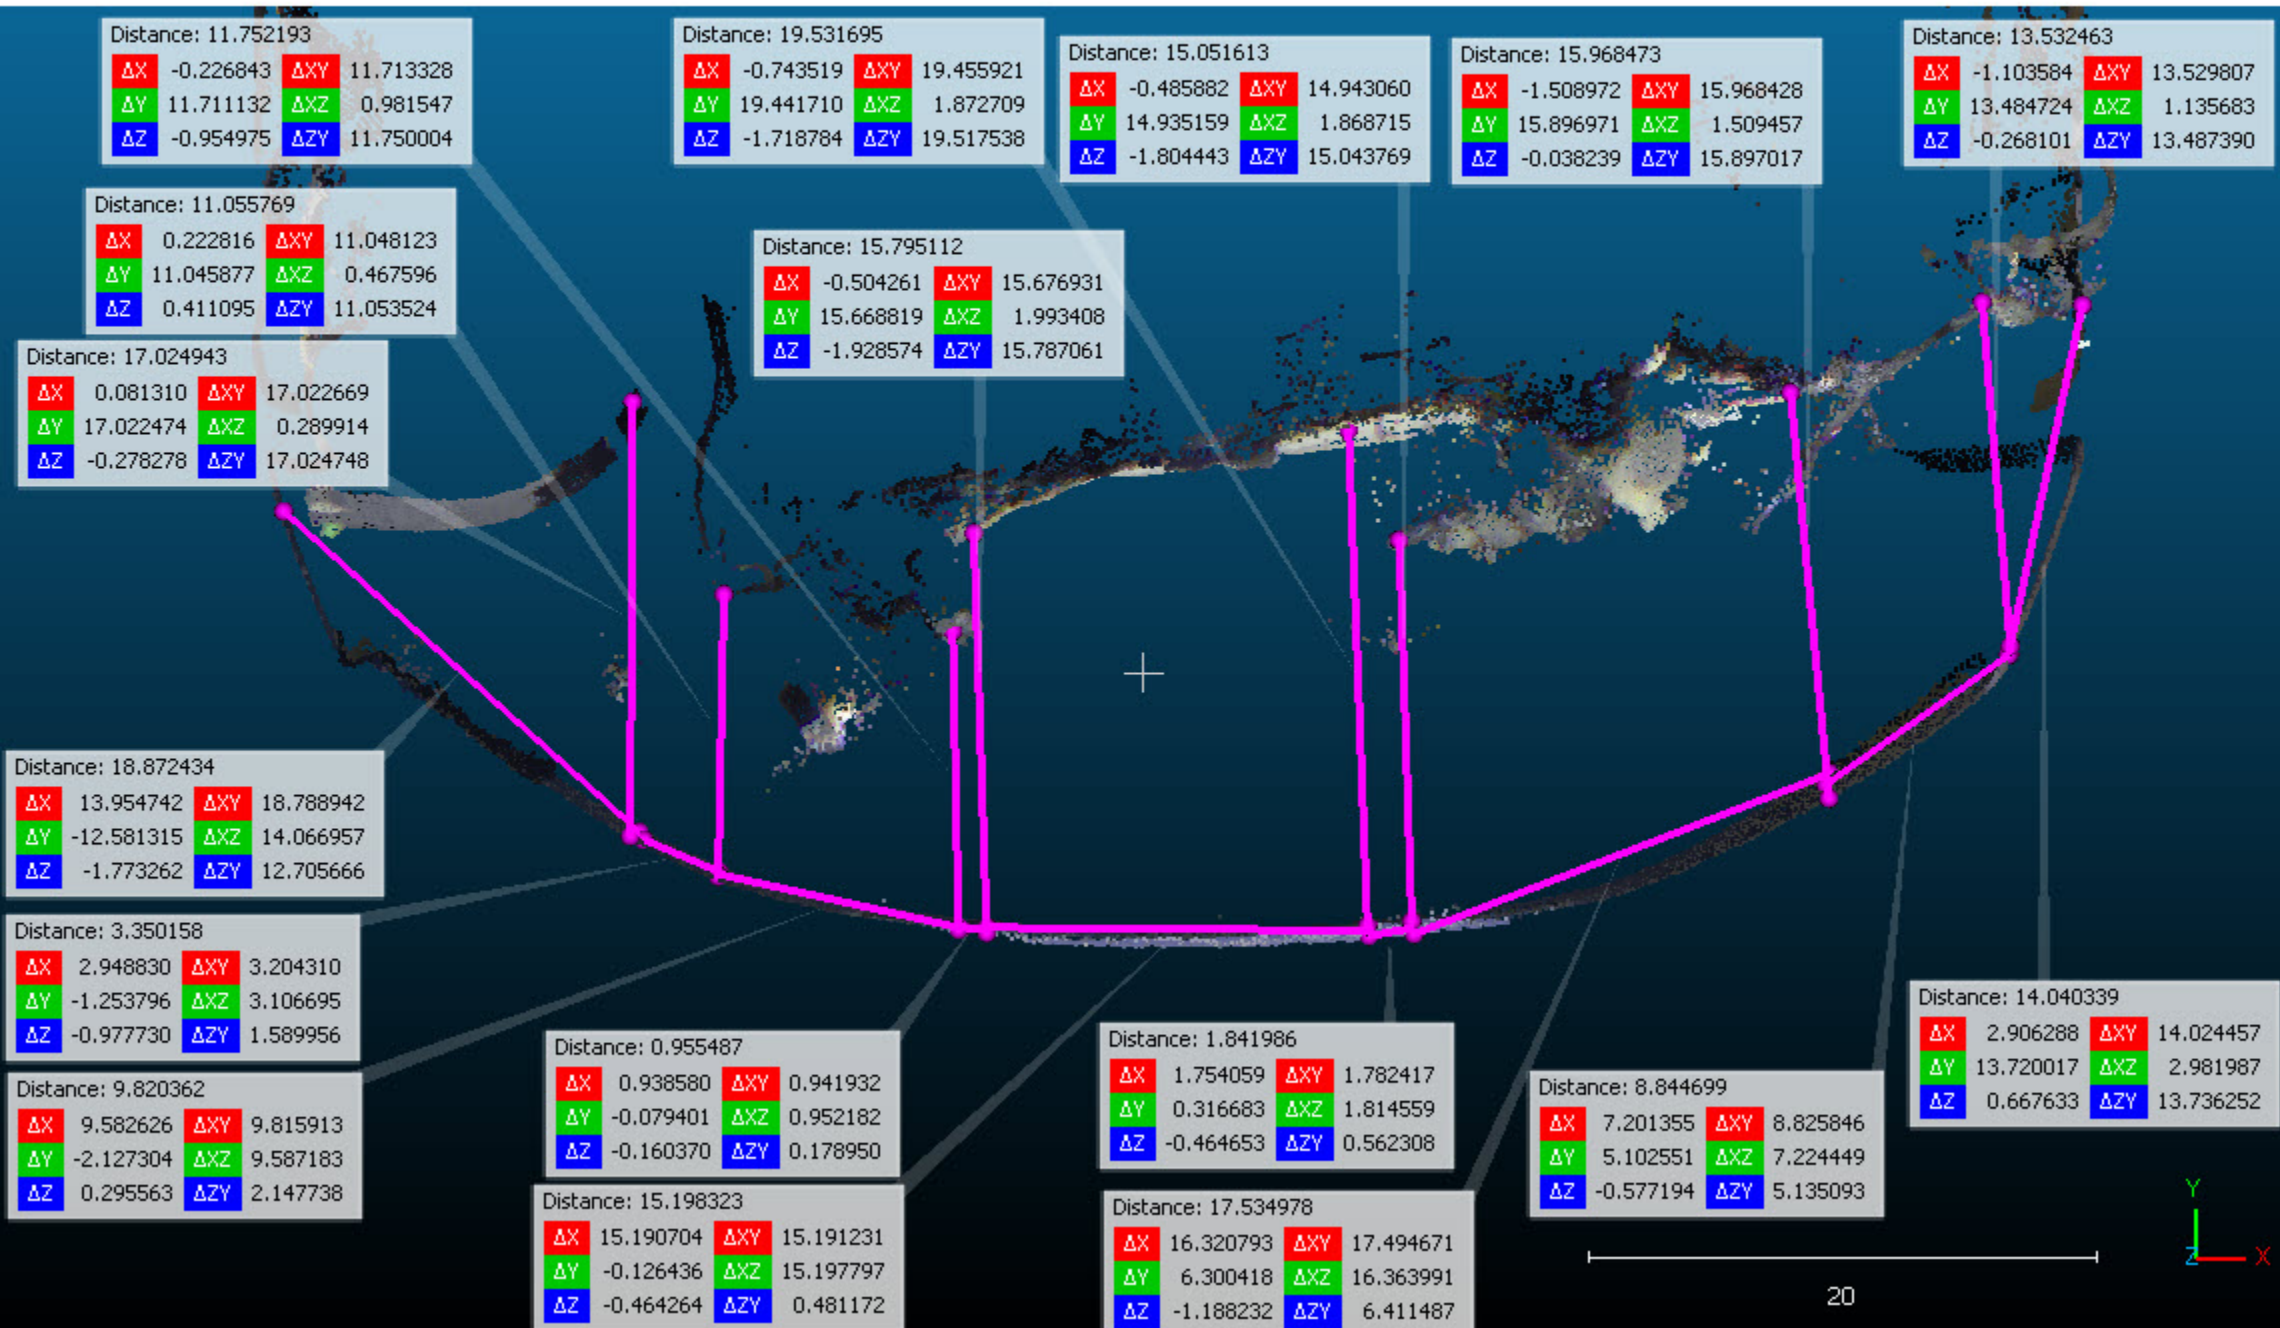 Distance: 11.752193
ΔX -0.226843 ΔXY 11.713328
ΔY 11.711132 ΔXZ 0.981547
ΔZ -0.954975 ΔZY 11.750004
Distance: 19.531695
ΔX -0.743519 ΔXY 19.455921
ΔY 19.441710 ΔXZ 1.872709
ΔZ -1.718784 ΔZY 19.517538
Distance: 15.051613
ΔX -0.485882 ΔXY 14.943060
ΔY 14.935159 ΔXZ 1.868715
ΔZ -1.804443 ΔZY 15.043769
Distance: 15.968473
ΔX -1.508972 ΔXY 15.968428
ΔY 15.896971 ΔXZ 1.509457
ΔZ -0.038239 ΔZY 15.897017
Distance: 13.532463
ΔX -1.103584 ΔXY 13.529807
ΔY 13.484724 ΔXZ 1.135683
ΔZ -0.268101 ΔZY 13.487390
Distance: 11.055769
ΔX 0.222816 ΔXY 11.048123
ΔY 11.045877 ΔXZ 0.467596
ΔZ 0.411095 ΔZY 11.053524
Distance: 15.795112
ΔX -0.504261 ΔXY 15.676931
ΔY 15.668819 ΔXZ 1.993408
ΔZ -1.928574 ΔZY 15.787061
Distance: 17.024943
ΔX 0.081310 ΔXY 17.022669
ΔY 17.022474 ΔXZ 0.289914
ΔZ -0.278278 ΔZY 17.024748
Distance: 18.872434
ΔX 13.954742 ΔXY 18.788942
ΔY -12.581315 ΔXZ 14.066957
ΔZ -1.773262 ΔZY 12.705666
Distance: 3.350158
ΔX 2.948830 ΔXY 3.204310
ΔY -1.253796 ΔXZ 3.106695
ΔZ -0.977730 ΔZY 1.589956
Distance: 9.820362
ΔX 9.582626 ΔXY 9.815913
ΔY -2.127304 ΔXZ 9.587183
ΔZ 0.295563 ΔZY 2.147738
Distance: 0.955487
ΔX 0.938580 ΔXY 0.941932
ΔY -0.079401 ΔXZ 0.952182
ΔZ -0.160370 ΔZY 0.178950
Distance: 15.198323
ΔX 15.190704 ΔXY 15.191231
ΔY -0.126436 ΔXZ 15.197797
ΔZ -0.464264 ΔZY 0.481172
Distance: 1.841986
ΔX 1.754059 ΔXY 1.782417
ΔY 0.316683 ΔXZ 1.814559
ΔZ -0.464653 ΔZY 0.562308
Distance: 17.534978
ΔX 16.320793 ΔXY 17.494671
ΔY 6.300418 ΔXZ 16.363991
ΔZ -1.188232 ΔZY 6.411487
Distance: 8.844699
ΔX 7.201355 ΔXY 8.825846
ΔY 5.102551 ΔXZ 7.224449
ΔZ -0.577194 ΔZY 5.135093
Distance: 14.040339
ΔX 2.906288 ΔXY 14.024457
ΔY 13.720017 ΔXZ 2.981987
ΔZ 0.667633 ΔZY 13.736252
Y
Z X
20